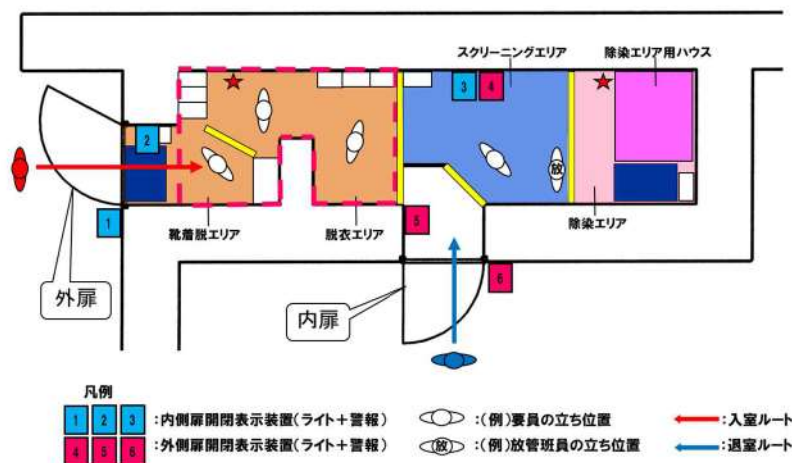 スクリーニングエリア
除染エリア用ハウス
3
4
2
放
1
靴着脱エリア
脱衣エリア
5
除染エリア
6
外扉
内扉
凡例
1 2 3 :内側扉開閉表示装置(ライト+警報)
:(例)要員の立ち位置
:入室ルート
4 5 6 :外側扉開閉表示装置(ライト+警報)
放 :(例)放管班員の立ち位置
:退室ルート